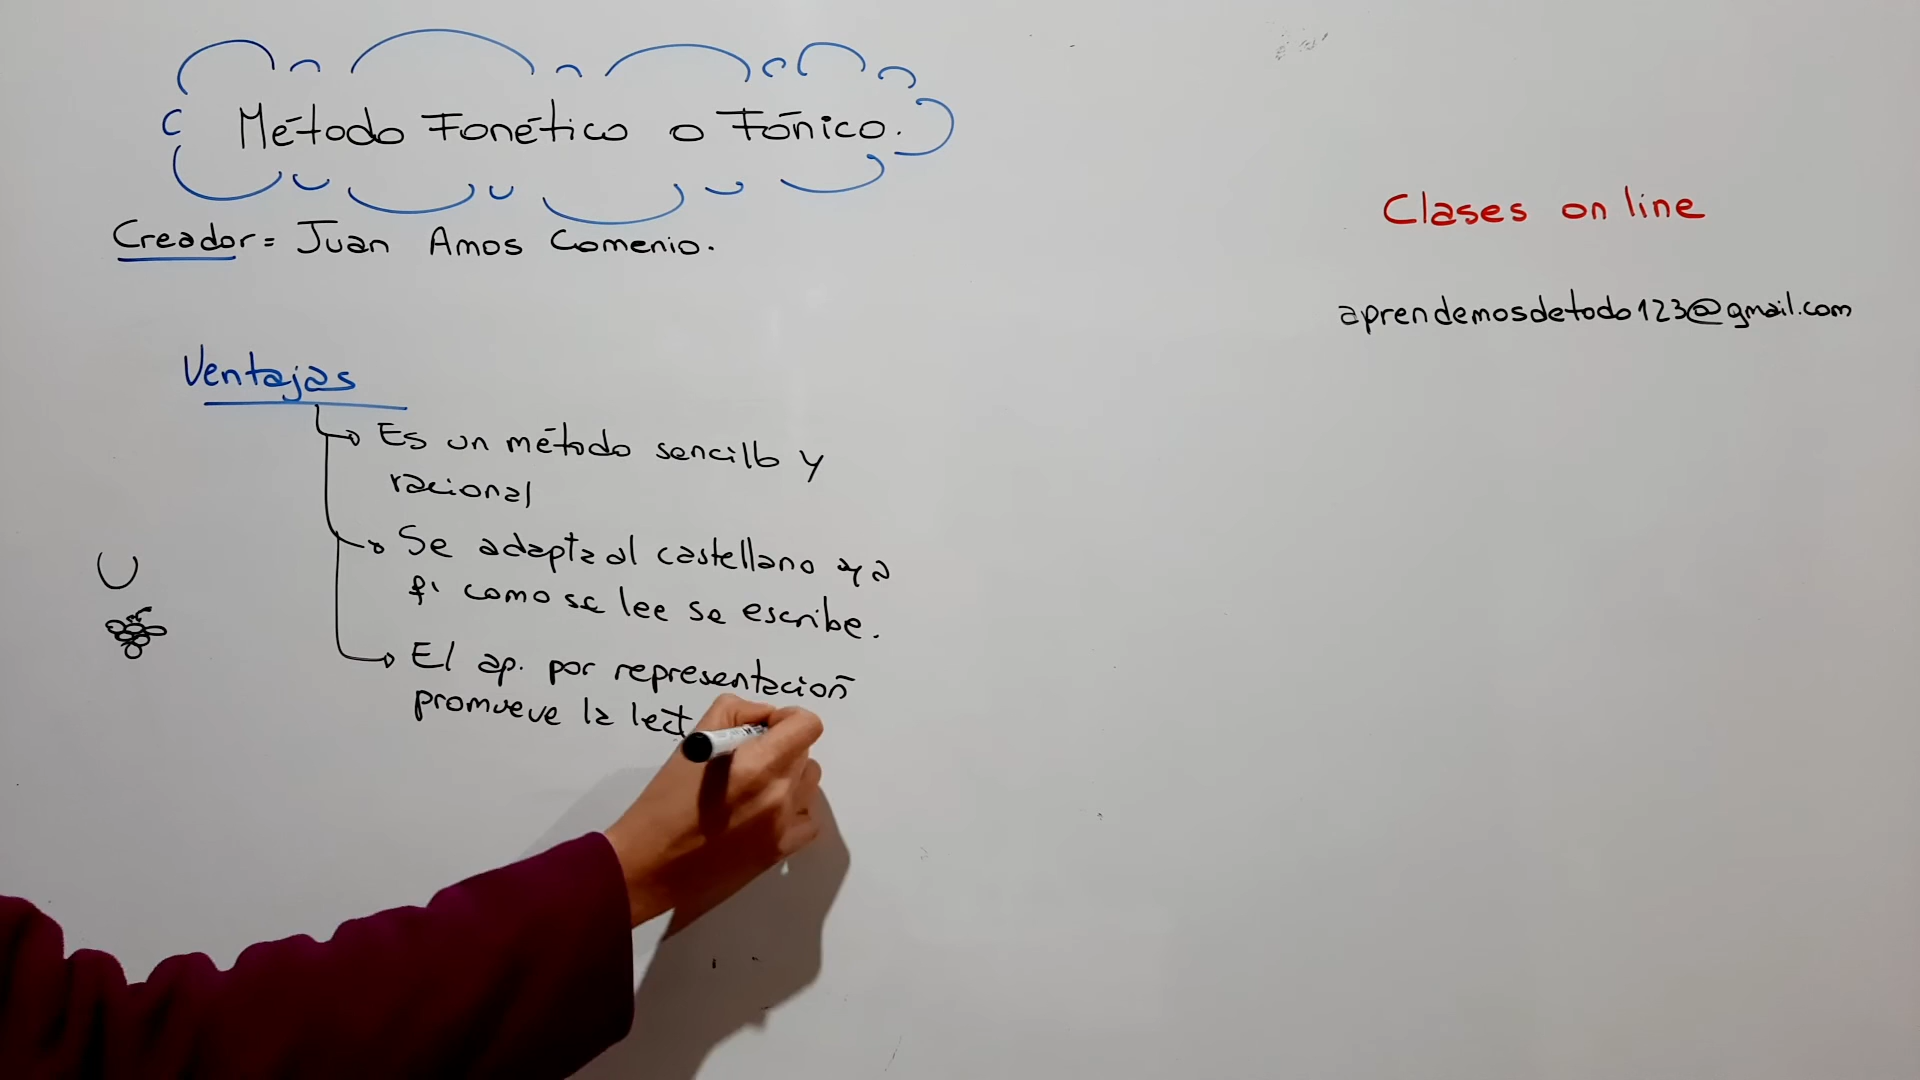 Método Fonético o Fónico.
Creador = Juan Amos Comenio.
Clases on line
aprendemosdetodo123@gmail.com
Ventajas
Es un método sencillo y
racional
Se adapta al castellano ya
q' como se lee se escribe.
U
El ap. por representación
promueve la lect